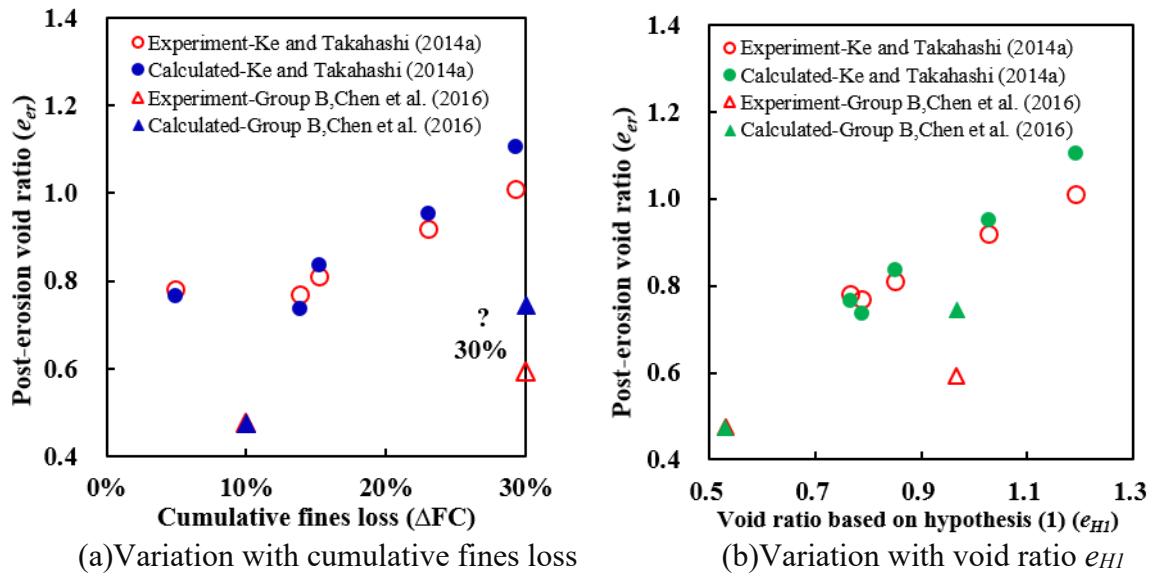 1.4
1.2
1.0
0.8
0.6
0.4
Post-erosion void ratio (eer)
Experiment-Ke and Takahashi (2014a)
Calculated-Ke and Takahashi (2014a)
Experiment-Group B,Chen et al. (2016)
Calculated-Group B,Chen et al. (2016)
?
30%
0%
10%
20%
30%
Cumulative fines loss (ΔFC)
(a)Variation with cumulative fines loss
1.4
1.2
1.0
0.8
0.6
0.4
Post-erosion void ratio (eer)
Experiment-Ke and Takahashi (2014a)
Calculated-Ke and Takahashi (2014a)
Experiment-Group B,Chen et al. (2016)
Calculated-Group B,Chen et al. (2016)
0.5
0.7
0.9
1.1
1.3
Void ratio based on hypothesis (1) (eH1)
(b)Variation with void ratio eH1